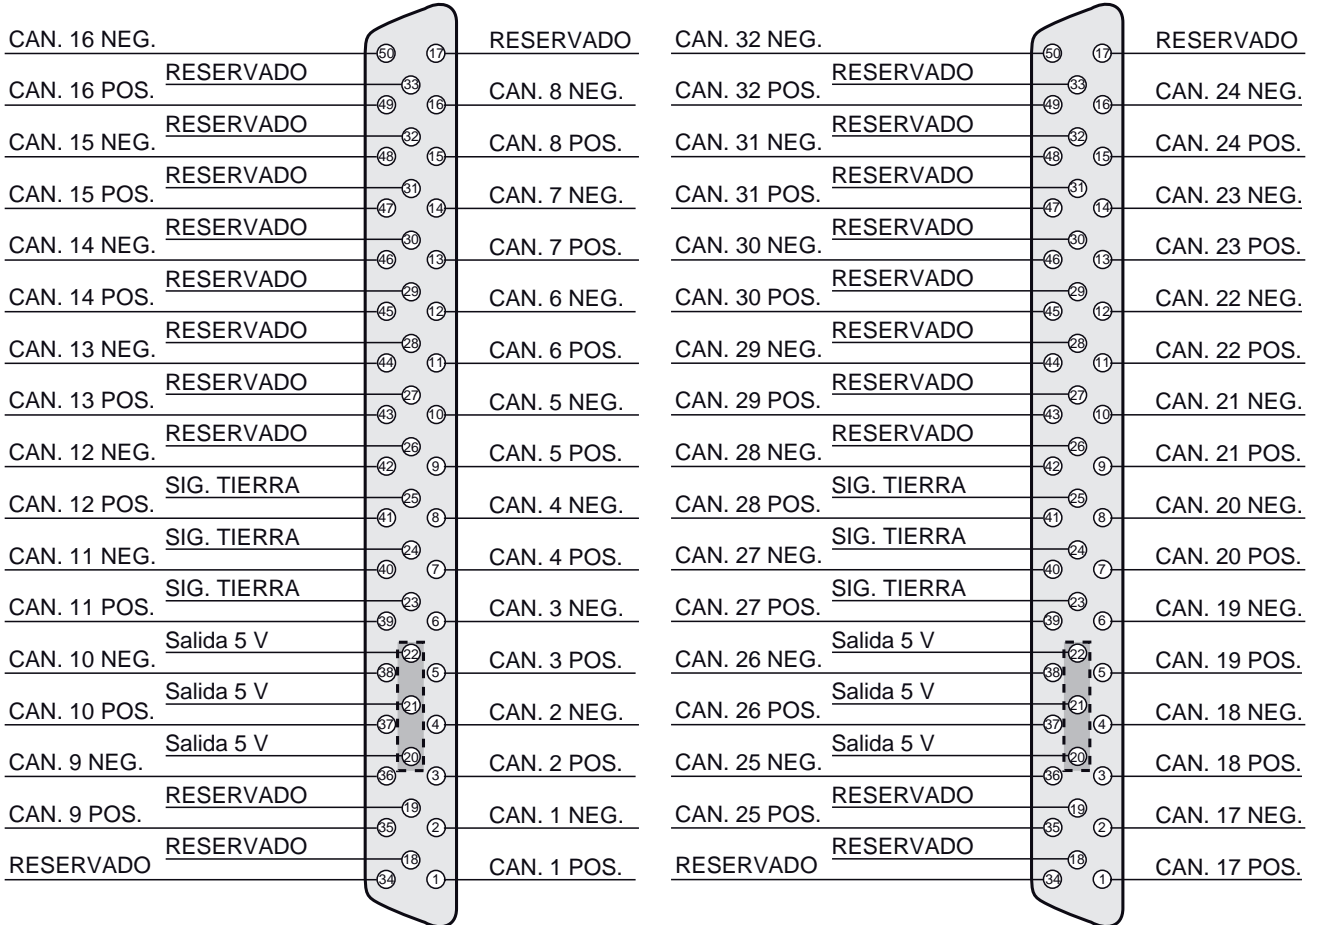 CAN. 16 NEG. 50 17 RESERVADO
RESERVADO 33
CAN. 16 POS. 49 16 CAN. 8 NEG.
RESERVADO 32
CAN. 15 NEG. 48 15 CAN. 8 POS.
RESERVADO 31
CAN. 15 POS. 47 14 CAN. 7 NEG.
RESERVADO 30
CAN. 14 NEG. 46 13 CAN. 7 POS.
RESERVADO 29
CAN. 14 POS. 45 12 CAN. 6 NEG.
RESERVADO 28
CAN. 13 NEG. 44 11 CAN. 6 POS.
RESERVADO 27
CAN. 13 POS. 43 10 CAN. 5 NEG.
RESERVADO 26
CAN. 12 NEG. 42 9 CAN. 5 POS.
SIG. TIERRA 25
CAN. 12 POS. 41 8 CAN. 4 NEG.
SIG. TIERRA 24
CAN. 11 NEG. 40 7 CAN. 4 POS.
SIG. TIERRA 23
CAN. 11 POS. 39 6 CAN. 3 NEG.
Salida 5 V 22
CAN. 10 NEG. 38 5 CAN. 3 POS.
Salida 5 V 21
CAN. 10 POS. 37 4 CAN. 2 NEG.
Salida 5 V 20
CAN. 9 NEG. 36 3 CAN. 2 POS.
RESERVADO 19
CAN. 9 POS. 35 2 CAN. 1 NEG.
RESERVADO 18
RESERVADO 34 1 CAN. 1 POS.
CAN. 32 NEG. 50 17 RESERVADO
RESERVADO 33
CAN. 32 POS. 49 16 CAN. 24 NEG.
RESERVADO 32
CAN. 31 NEG. 48 15 CAN. 24 POS.
RESERVADO 31
CAN. 31 POS. 47 14 CAN. 23 NEG.
RESERVADO 30
CAN. 30 NEG. 46 13 CAN. 23 POS.
RESERVADO 29
CAN. 30 POS. 45 12 CAN. 22 NEG.
RESERVADO 28
CAN. 29 NEG. 44 11 CAN. 22 POS.
RESERVADO 27
CAN. 29 POS. 43 10 CAN. 21 NEG.
RESERVADO 26
CAN. 28 NEG. 42 9 CAN. 21 POS.
SIG. TIERRA 25
CAN. 28 POS. 41 8 CAN. 20 NEG.
SIG. TIERRA 24
CAN. 27 NEG. 40 7 CAN. 20 POS.
SIG. TIERRA 23
CAN. 27 POS. 39 6 CAN. 19 NEG.
Salida 5 V 22
CAN. 26 NEG. 38 5 CAN. 19 POS.
Salida 5 V 21
CAN. 26 POS. 37 4 CAN. 18 NEG.
Salida 5 V 20
CAN. 25 NEG. 36 3 CAN. 18 POS.
RESERVADO 19
CAN. 25 POS. 35 2 CAN. 17 NEG.
RESERVADO 18
RESERVADO 34 1 CAN. 17 POS.